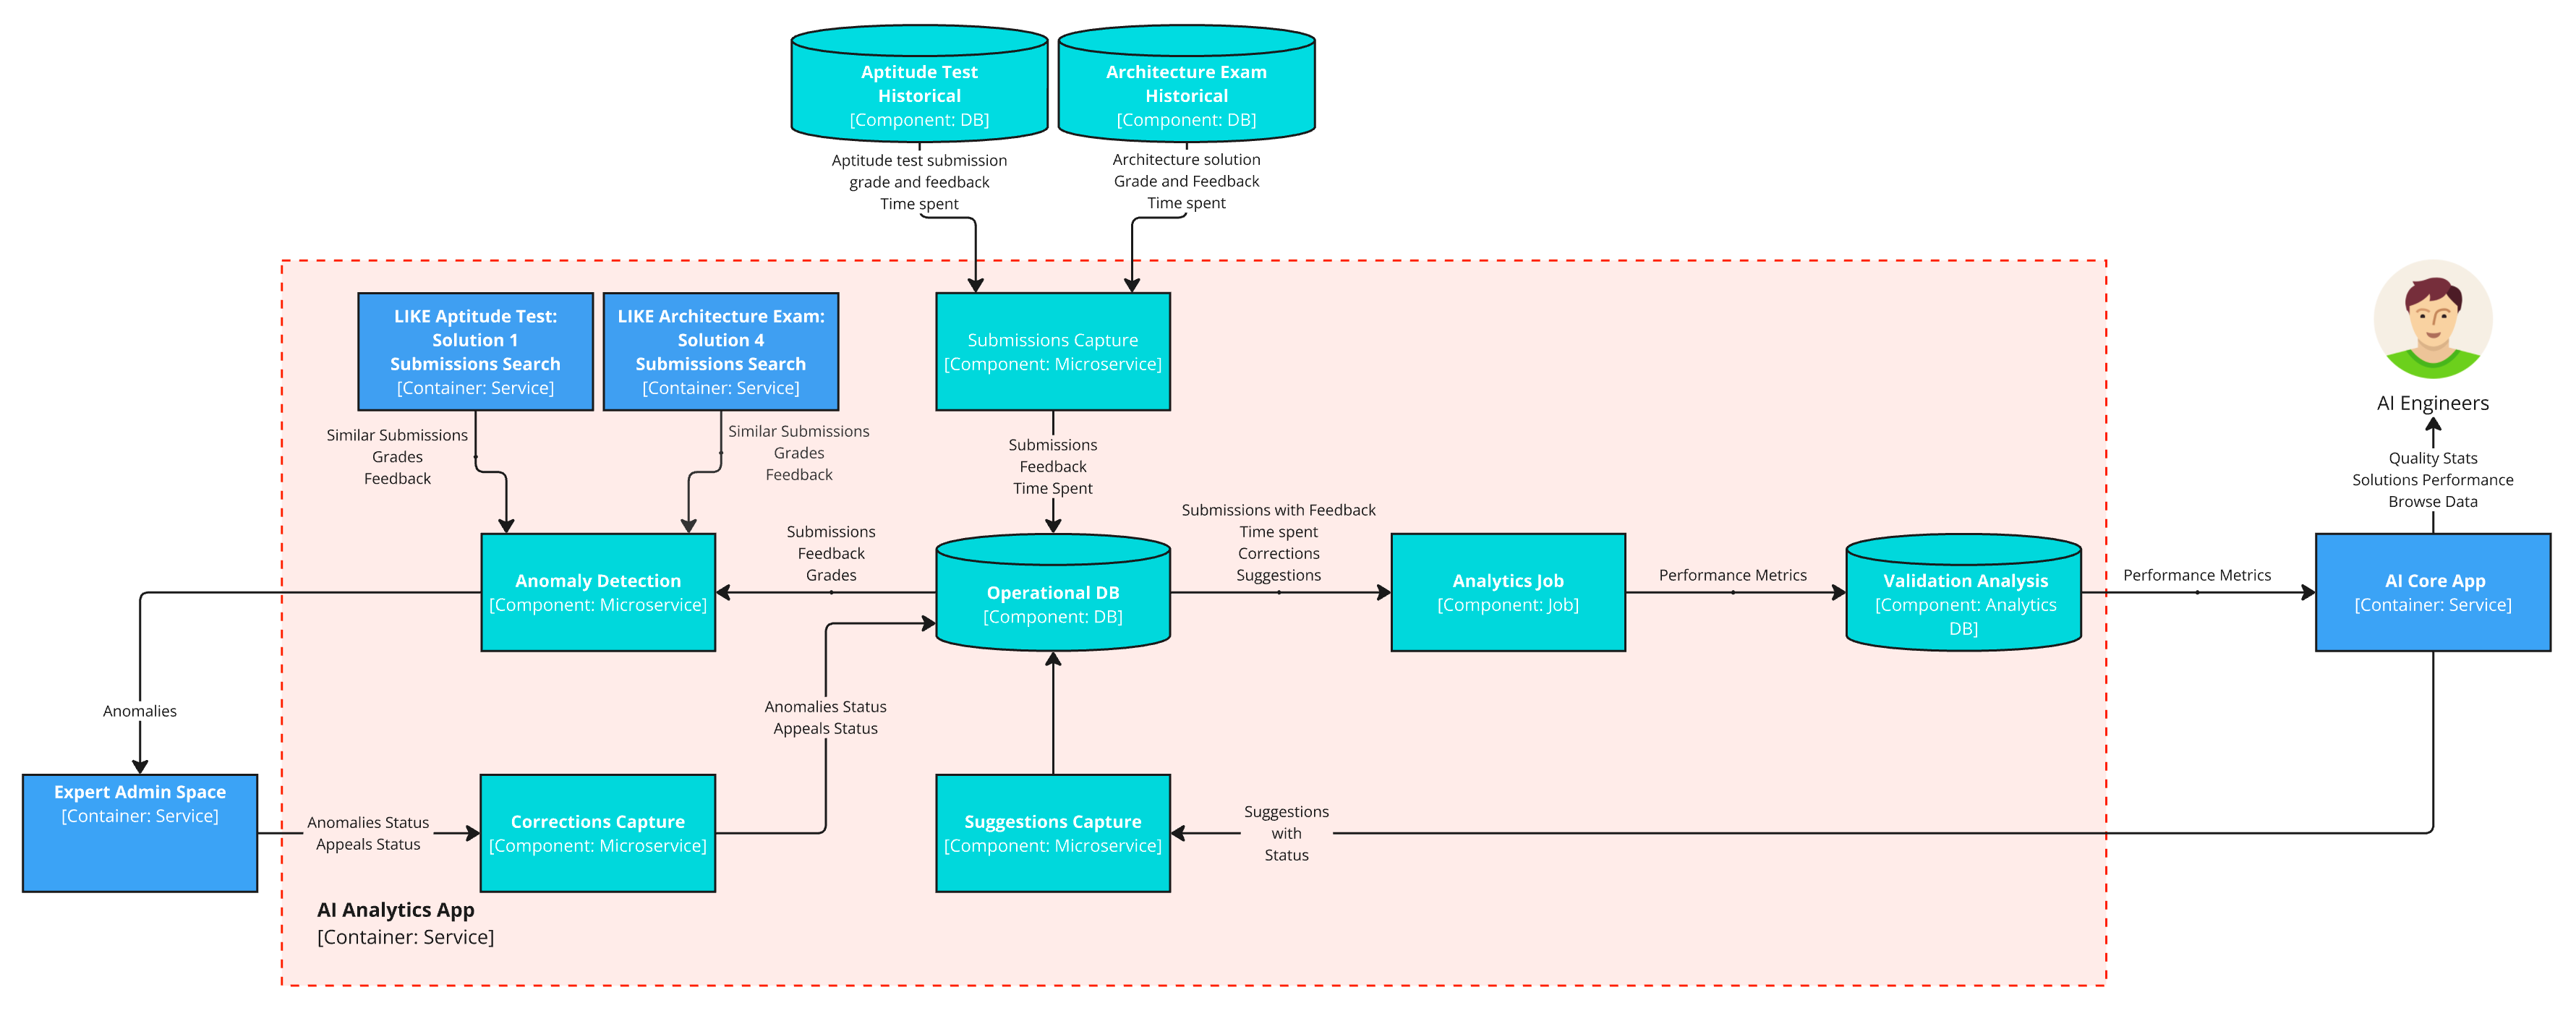 Aptitude Test
Historical
[Component: DB]
Architecture Exam
Historical
[Component: DB]
Aptitude test submission
grade and feedback
Time spent
Architecture solution
Grade and Feedback
Time spent
LIKE Aptitude Test:
Solution 1
Submissions Search
[Container: Service]
LIKE Architecture Exam:
Solution 4
Submissions Search
[Container: Service]
Submissions Capture
[Component: Microservice]
AI Engineers
Similar Submissions
Grades
Feedback
Similar Submissions
Grades
Feedback
Submissions
Feedback
Time Spent
Quality Stats
Solutions Performance
Browse Data
Submissions
Feedback
Grades
Submissions with Feedback
Time spent
Corrections
Suggestions
Anomaly Detection
[Component: Microservice]
Operational DB
[Component: DB]
Analytics Job
[Component: Job]
Performance Metrics
Validation Analysis
[Component: Analytics
DB]
Performance Metrics
AI Core App
[Container: Service]
Anomalies
Anomalies Status
Appeals Status
Expert Admin Space
[Container: Service]
Anomalies Status
Appeals Status
Corrections Capture
[Component: Microservice]
Suggestions Capture
[Component: Microservice]
Suggestions
with
Status
AI Analytics App
[Container: Service]